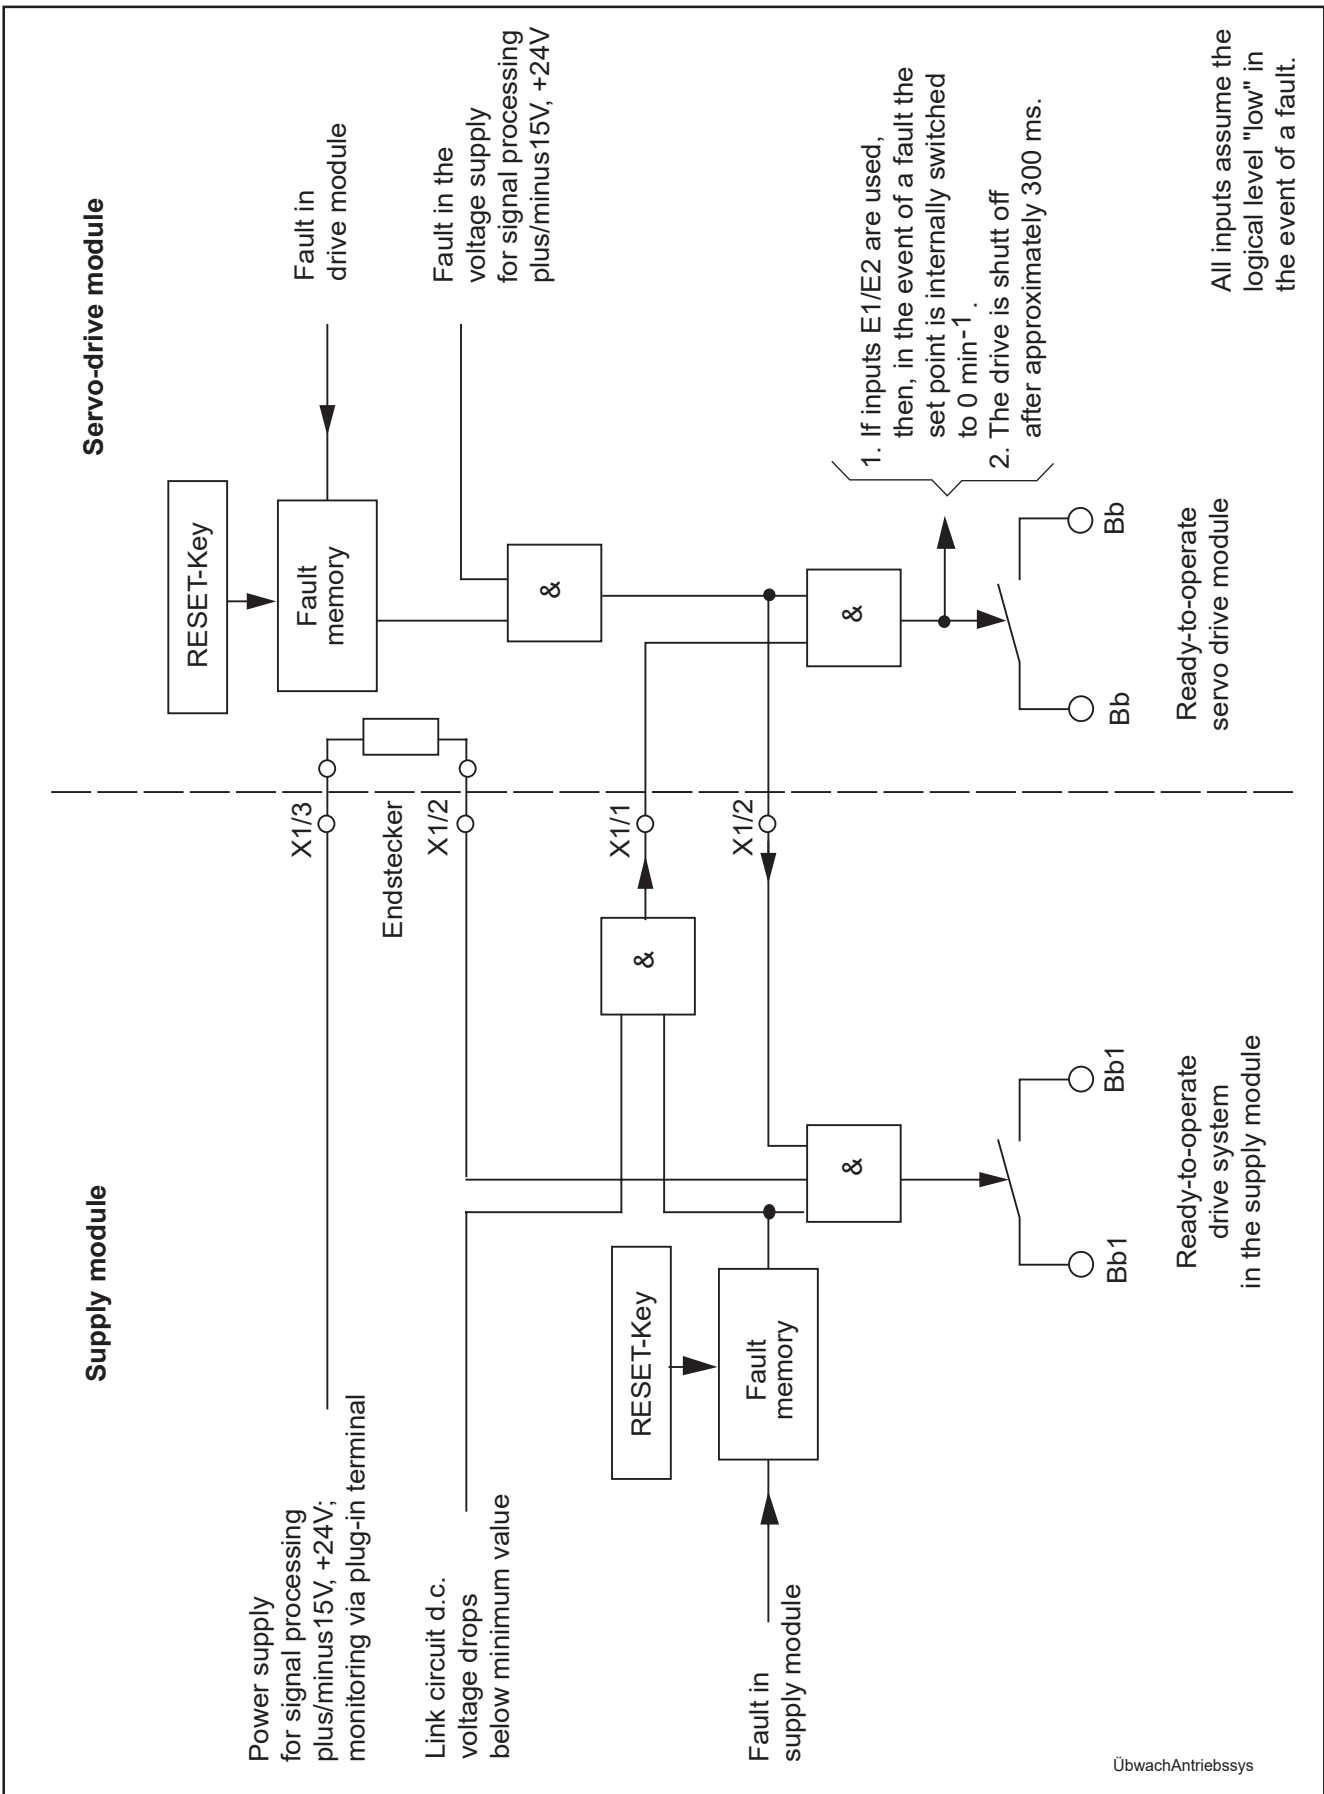 Supply module
Servo-drive module
Power supply
for signal processing
plus/minus15V, +24V;
monitoring via plug-in terminal
X1/3
Endstecker
X1/2
RESET-Key
Fault
memory
Fault in
drive module
Link circuit d.c.
voltage drops
below minimum value
Fault in the
voltage supply
for signal processing
plus/minus15V, +24V
&
&
X1/1
X1/2
RESET-Key
Fault
memory
Fault in
supply module
&
&
1. If inputs E1/E2 are used,
then, in the event of a fault the
set point is internally switched
to 0 min-1.
2. The drive is shutt off
after approximately 300 ms.
Bb1
Bb1
Bb
Bb
Ready-to-operate
drive system
in the supply module
Ready-to-operate
servo drive module
All inputs assume the
logical level "low" in
the event of a fault.
ÜbwachAntriebssys